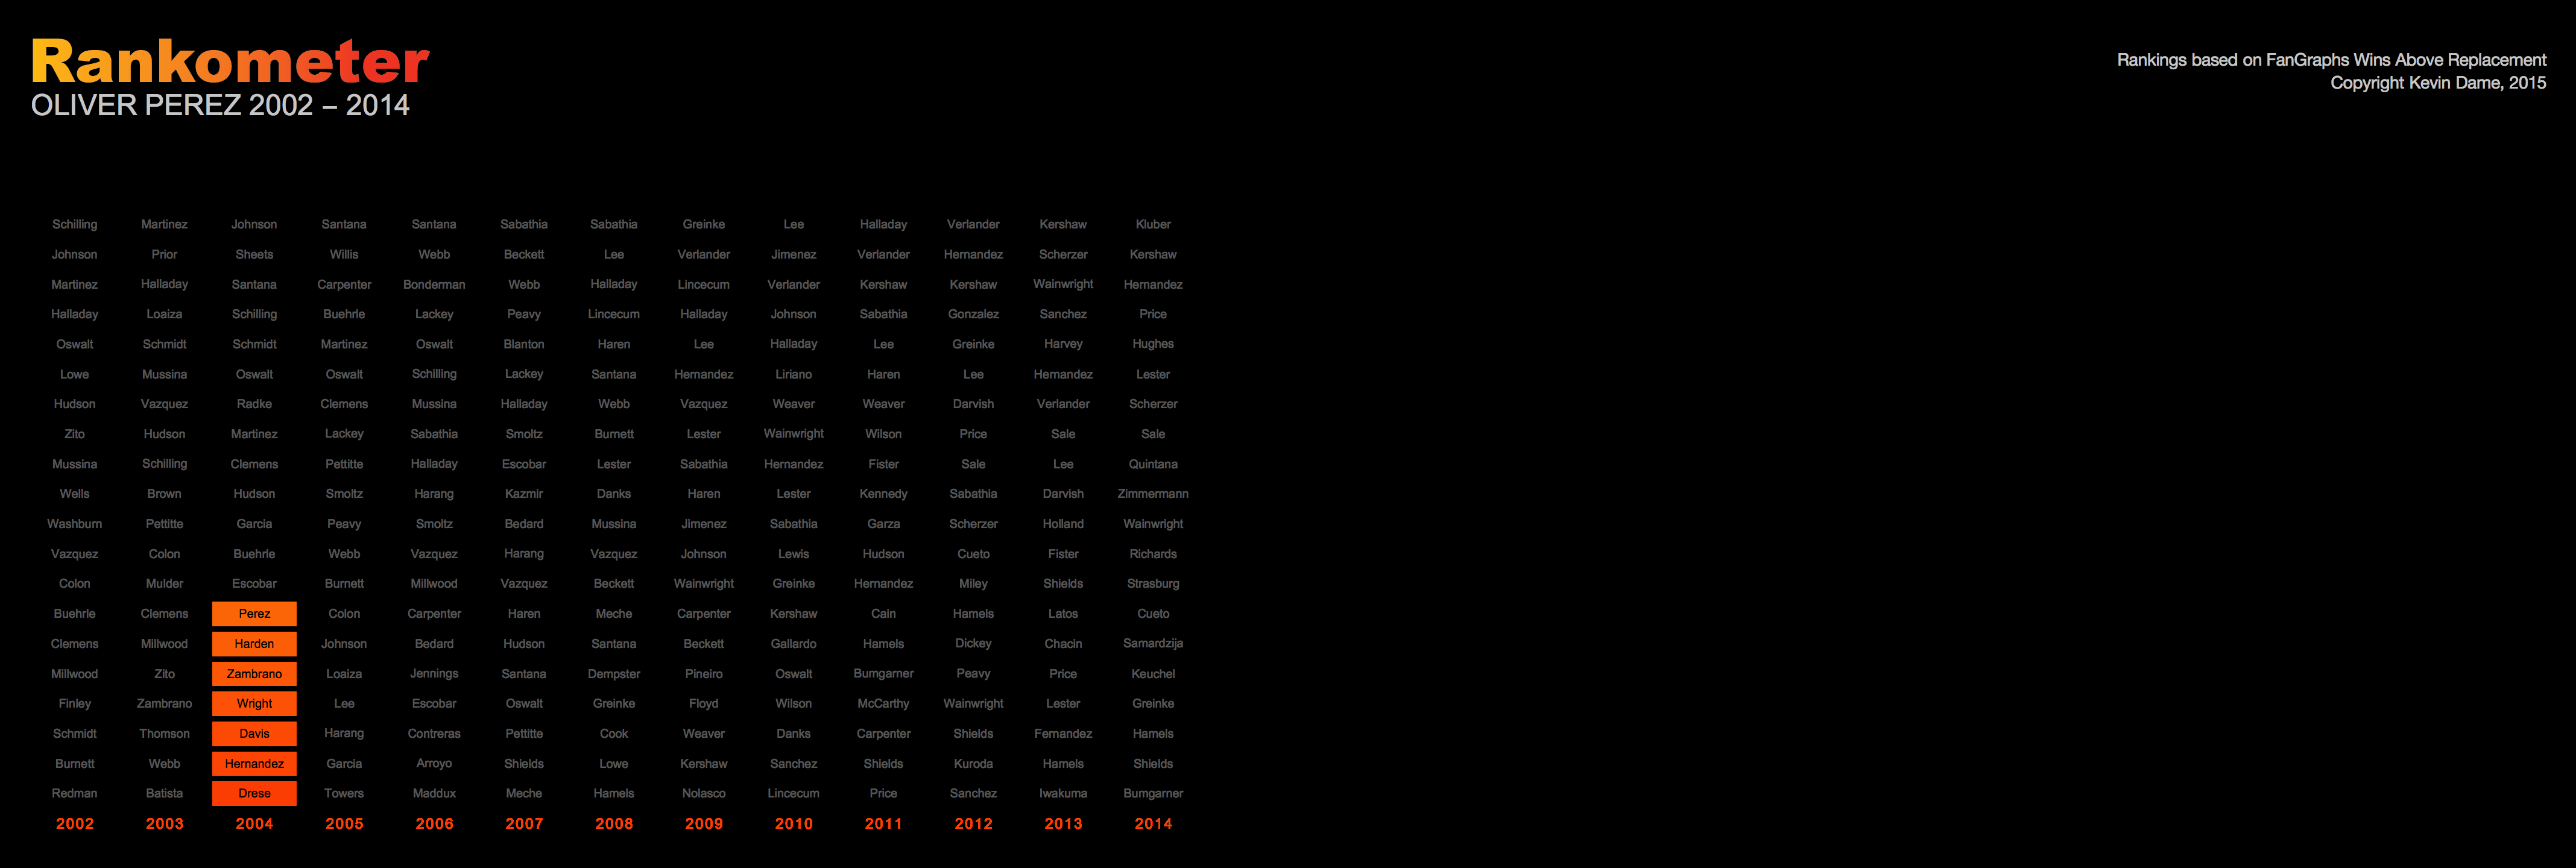 Rankometer
OLIVER PEREZ 2002 – 2014
Rankings based on FanGraphs Wins Above Replacement
Copyright Kevin Dame, 2015
Schilling Martinez Johnson Santana Santana Sabathia Sabathia Greinke Lee Halladay Verlander Kershaw Kluber
Johnson Prior Sheets Willis Webb Beckett Lee Verlander Jimenez Verlander Hernandez Scherzer Kershaw
Martinez Halladay Santana Carpenter Bonderman Webb Halladay Lincecum Verlander Kershaw Kershaw Wainwright Hernandez
Halladay Loaiza Schilling Buehrle Lackey Peavy Lincecum Halladay Johnson Sabathia Gonzalez Sanchez Price
Oswalt Schmidt Schmidt Martinez Oswalt Blanton Haren Lee Halladay Lee Greinke Harvey Hughes
Lowe Mussina Oswalt Oswalt Schilling Lackey Santana Hernandez Liriano Haren Lee Hernandez Lester
Hudson Vazquez Radke Clemens Mussina Halladay Webb Vazquez Weaver Weaver Darvish Verlander Scherzer
Zito Hudson Martinez Lackey Sabathia Smoltz Burnett Lester Wainwright Wilson Price Sale Sale
Mussina Schilling Clemens Pettitte Halladay Escobar Lester Sabathia Hernandez Fister Sale Lee Quintana
Wells Brown Hudson Smoltz Harang Kazmir Danks Haren Lester Kennedy Sabathia Darvish Zimmermann
Washburn Pettitte Garcia Peavy Smoltz Bedard Mussina Jimenez Sabathia Garza Scherzer Holland Wainwright
Vazquez Colon Buehrle Webb Vazquez Harang Vazquez Johnson Lewis Hudson Cueto Fister Richards
Colon Mulder Escobar Burnett Millwood Vazquez Beckett Wainwright Greinke Hernandez Miley Shields Strasburg
Buehrle Clemens Perez Colon Carpenter Haren Meche Carpenter Kershaw Cain Hamels Latos Cueto
Clemens Millwood Harden Johnson Bedard Hudson Santana Beckett Gallardo Hamels Dickey Chacin Samardzija
Millwood Zito Zambrano Loaiza Jennings Santana Dempster Pineiro Oswalt Bumgarner Peavy Price Keuchel
Finley Zambrano Wright Lee Escobar Oswalt Greinke Floyd Wilson McCarthy Wainwright Lester Greinke
Schmidt Thomson Davis Harang Contreras Pettitte Cook Weaver Danks Carpenter Shields Fernandez Hamels
Burnett Webb Hernandez Garcia Arroyo Shields Lowe Kershaw Sanchez Shields Kuroda Hamels Shields
Redman Batista Drese Towers Maddux Meche Hamels Nolasco Lincecum Price Sanchez Iwakuma Bumgarner
2002 2003 2004 2005 2006 2007 2008 2009 2010 2011 2012 2013 2014